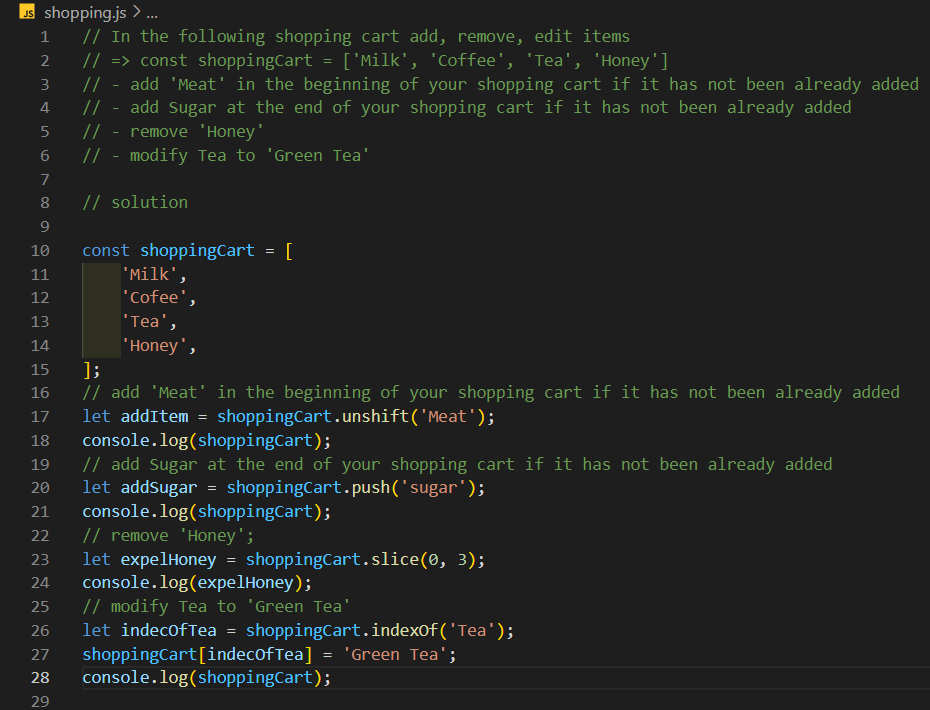 JS shopping.js > ...
1 // In the following shopping cart add, remove, edit items
2 // => const shoppingCart = ['Milk', 'Coffee', 'Tea', 'Honey']
3 // - add 'Meat' in the beginning of your shopping cart if it has not been already added
4 // - add Sugar at the end of your shopping cart if it has not been already added
5 // - remove 'Honey'
6 // - modify Tea to 'Green Tea'
7
8 // solution
9
10 const shoppingCart = [
11     'Milk',
12     'Cofee',
13     'Tea',
14     'Honey',
15 ];
16 // add 'Meat' in the beginning of your shopping cart if it has not been already added
17 let addItem = shoppingCart.unshift('Meat');
18 console.log(shoppingCart);
19 // add Sugar at the end of your shopping cart if it has not been already added
20 let addSugar = shoppingCart.push('sugar');
21 console.log(shoppingCart);
22 // remove 'Honey';
23 let expelHoney = shoppingCart.slice(0, 3);
24 console.log(expelHoney);
25 // modify Tea to 'Green Tea'
26 let indecOfTea = shoppingCart.indexOf('Tea');
27 shoppingCart[indecOfTea] = 'Green Tea';
28 console.log(shoppingCart);
29